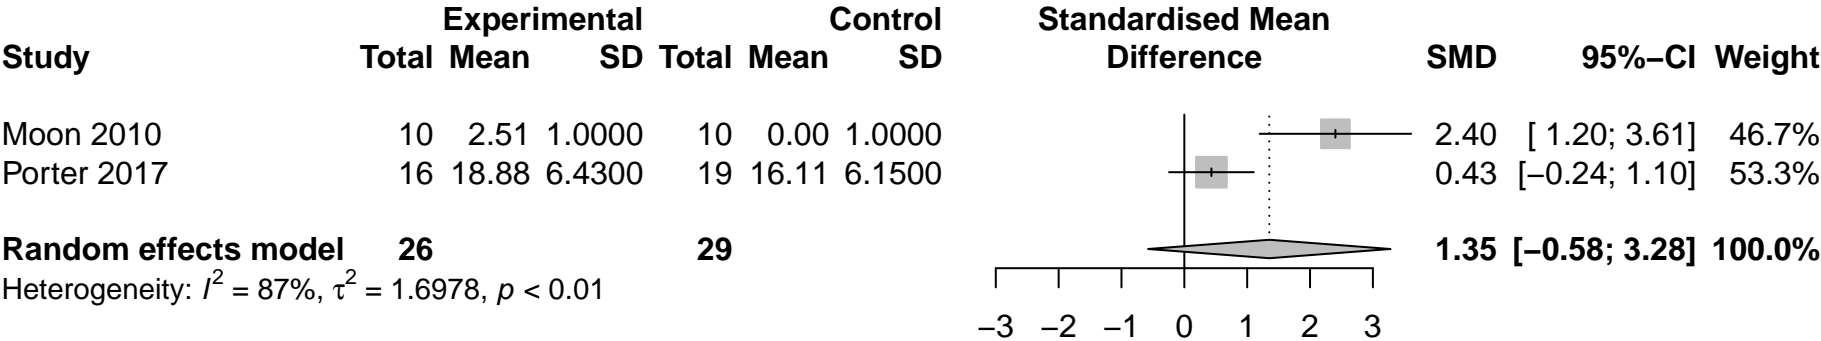 Experimental Control Standardised Mean
Study Total Mean SD Total Mean SD Difference SMD 95%−CI Weight
Moon 2010 10 2.51 1.0000 10 0.00 1.0000 2.40 [ 1.20; 3.61] 46.7%
Porter 2017 16 18.88 6.4300 19 16.11 6.1500 0.43 [−0.24; 1.10] 53.3%
Random effects model 26 29 1.35 [−0.58; 3.28] 100.0%
Heterogeneity: I² = 87%, τ² = 1.6978, p < 0.01
−3 −2 −1 0 1 2 3